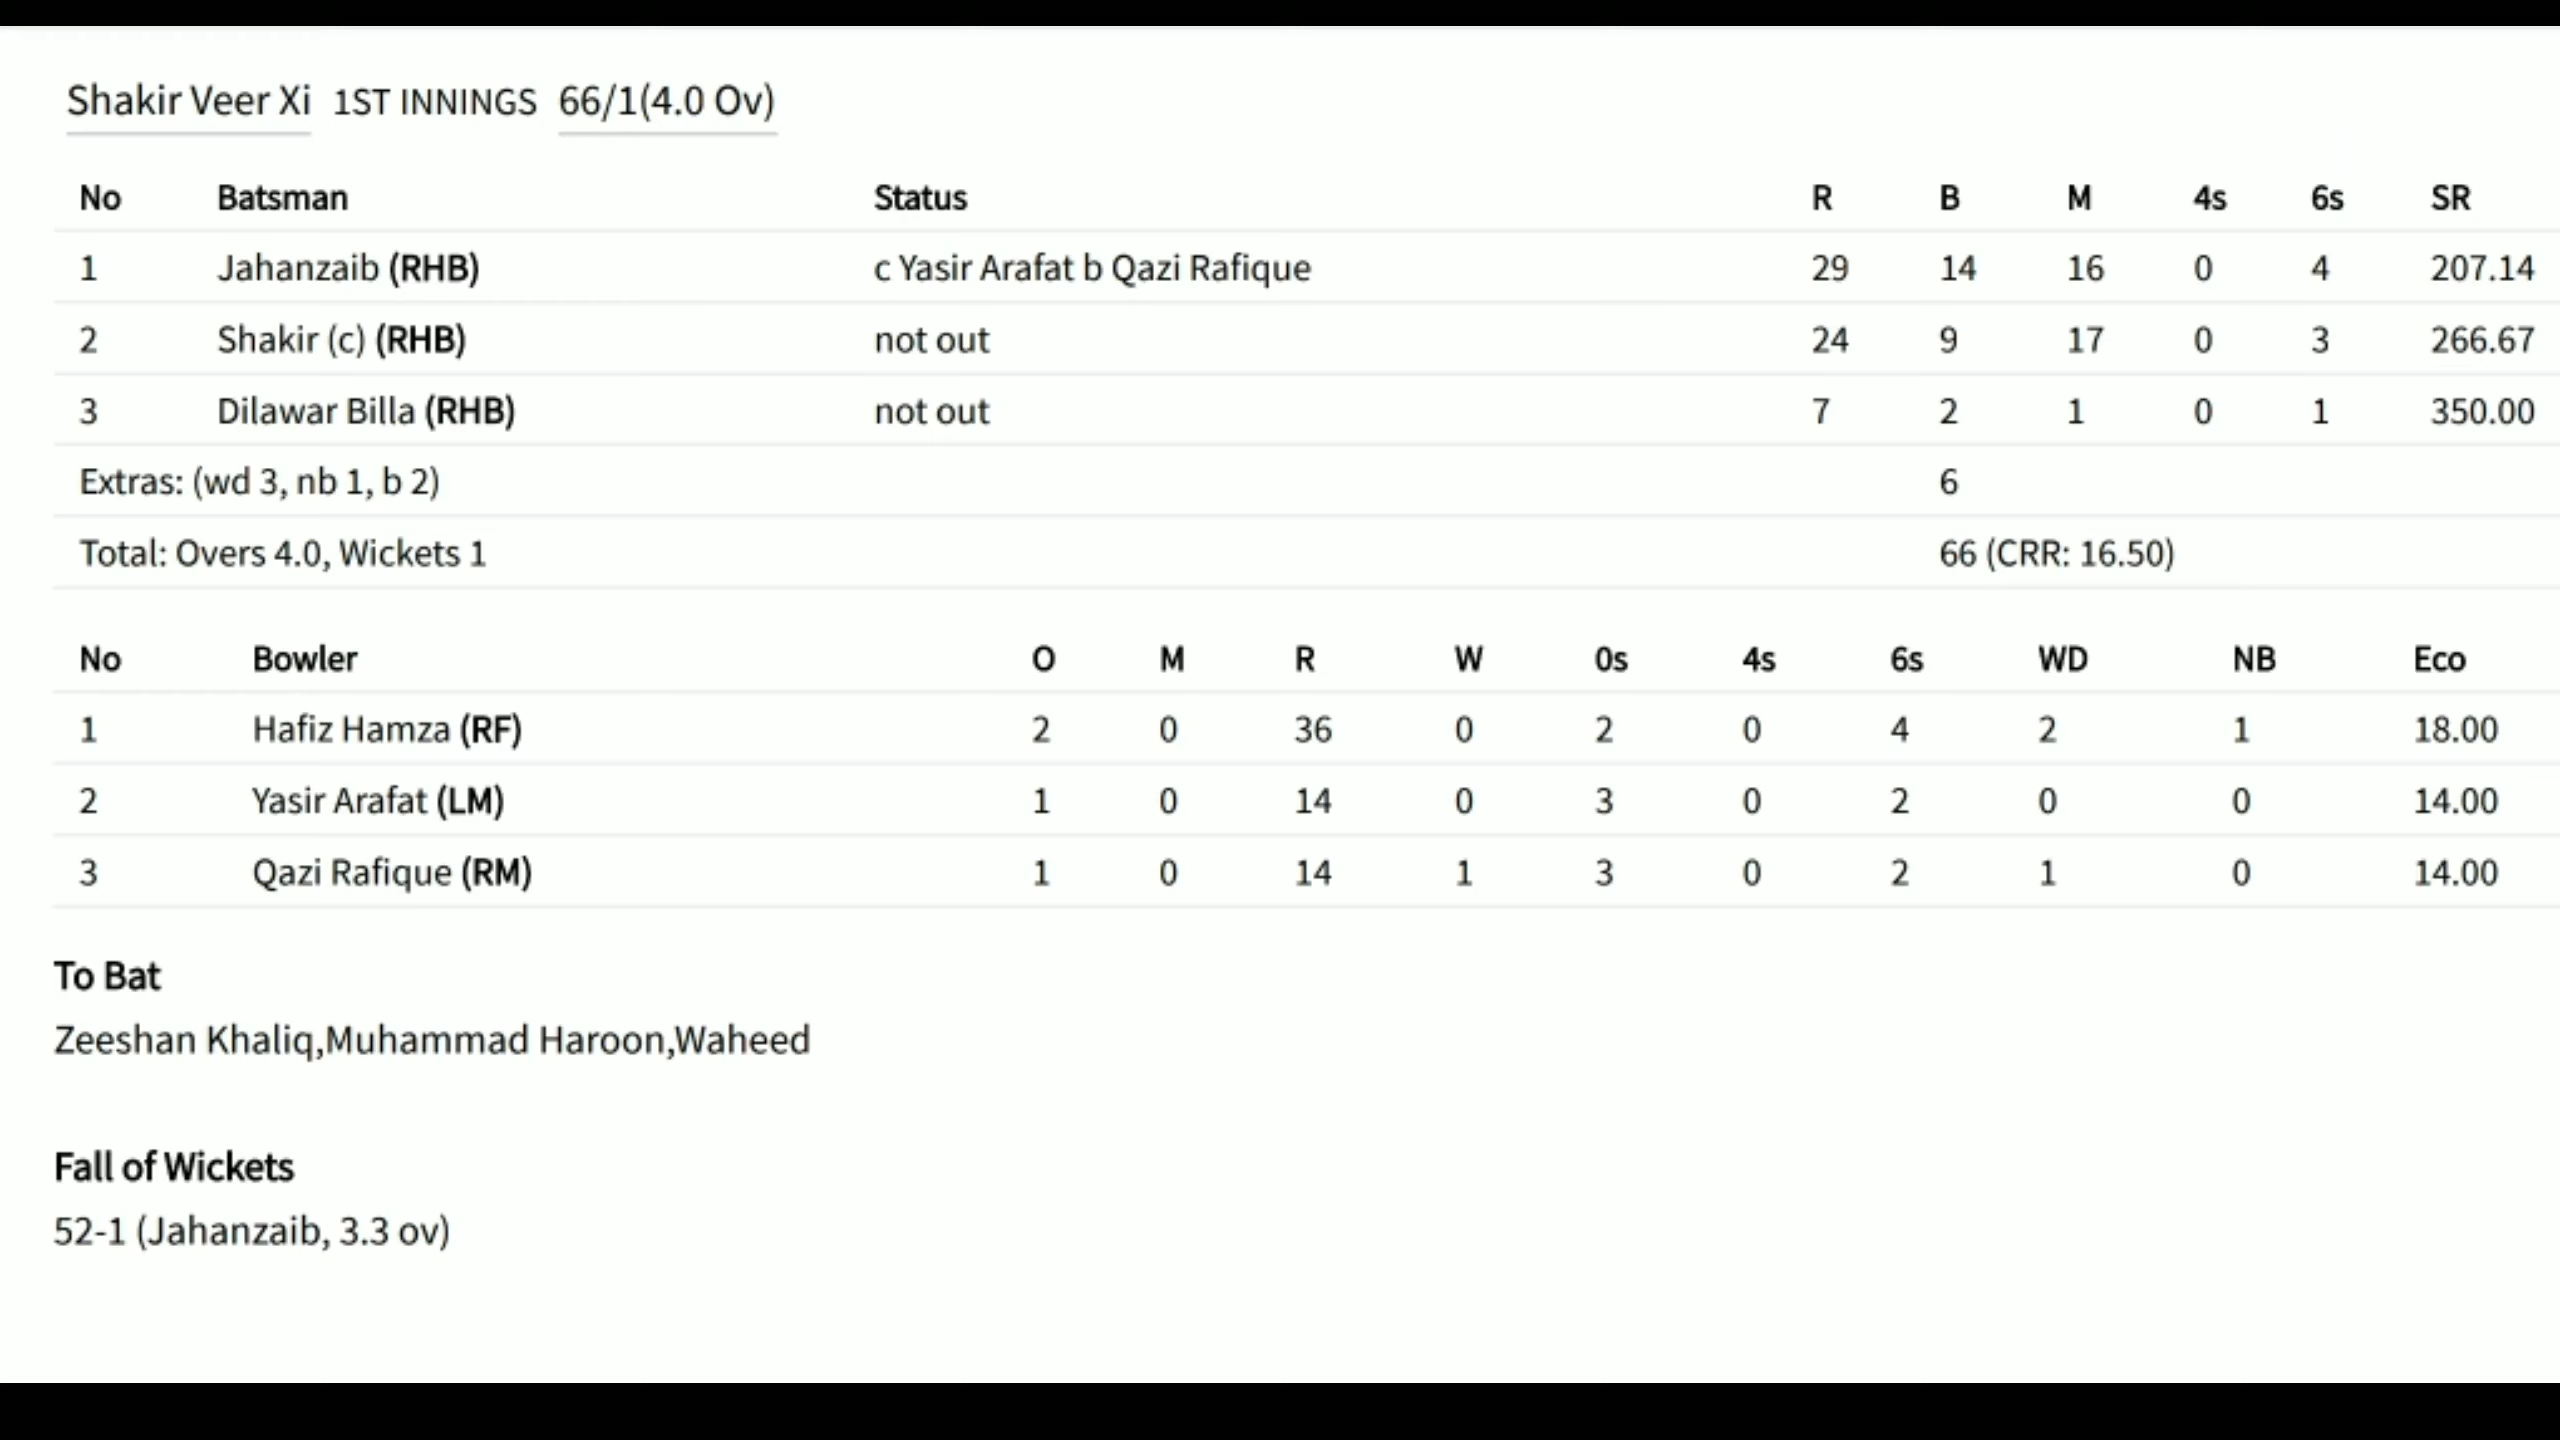 Shakir Veer Xi 1ST INNINGS 66/1(4.0 Ov)
No Batsman Status R B M 4s 6s SR
1 Jahanzaib (RHB) c Yasir Arafat b Qazi Rafique 29 14 16 0 4 207.14
2 Shakir (c) (RHB) not out 24 9 17 0 3 266.67
3 Dilawar Billa (RHB) not out 7 2 1 0 1 350.00
Extras: (wd 3, nb 1, b 2) 6
Total: Overs 4.0, Wickets 1 66 (CRR: 16.50)
No Bowler O M R W 0s 4s 6s WD NB Eco
1 Hafiz Hamza (RF) 2 0 36 0 2 0 4 2 1 18.00
2 Yasir Arafat (LM) 1 0 14 0 3 0 2 0 0 14.00
3 Qazi Rafique (RM) 1 0 14 1 3 0 2 1 0 14.00
To Bat
Zeeshan Khaliq,Muhammad Haroon,Waheed
Fall of Wickets
52-1 (Jahanzaib, 3.3 ov)